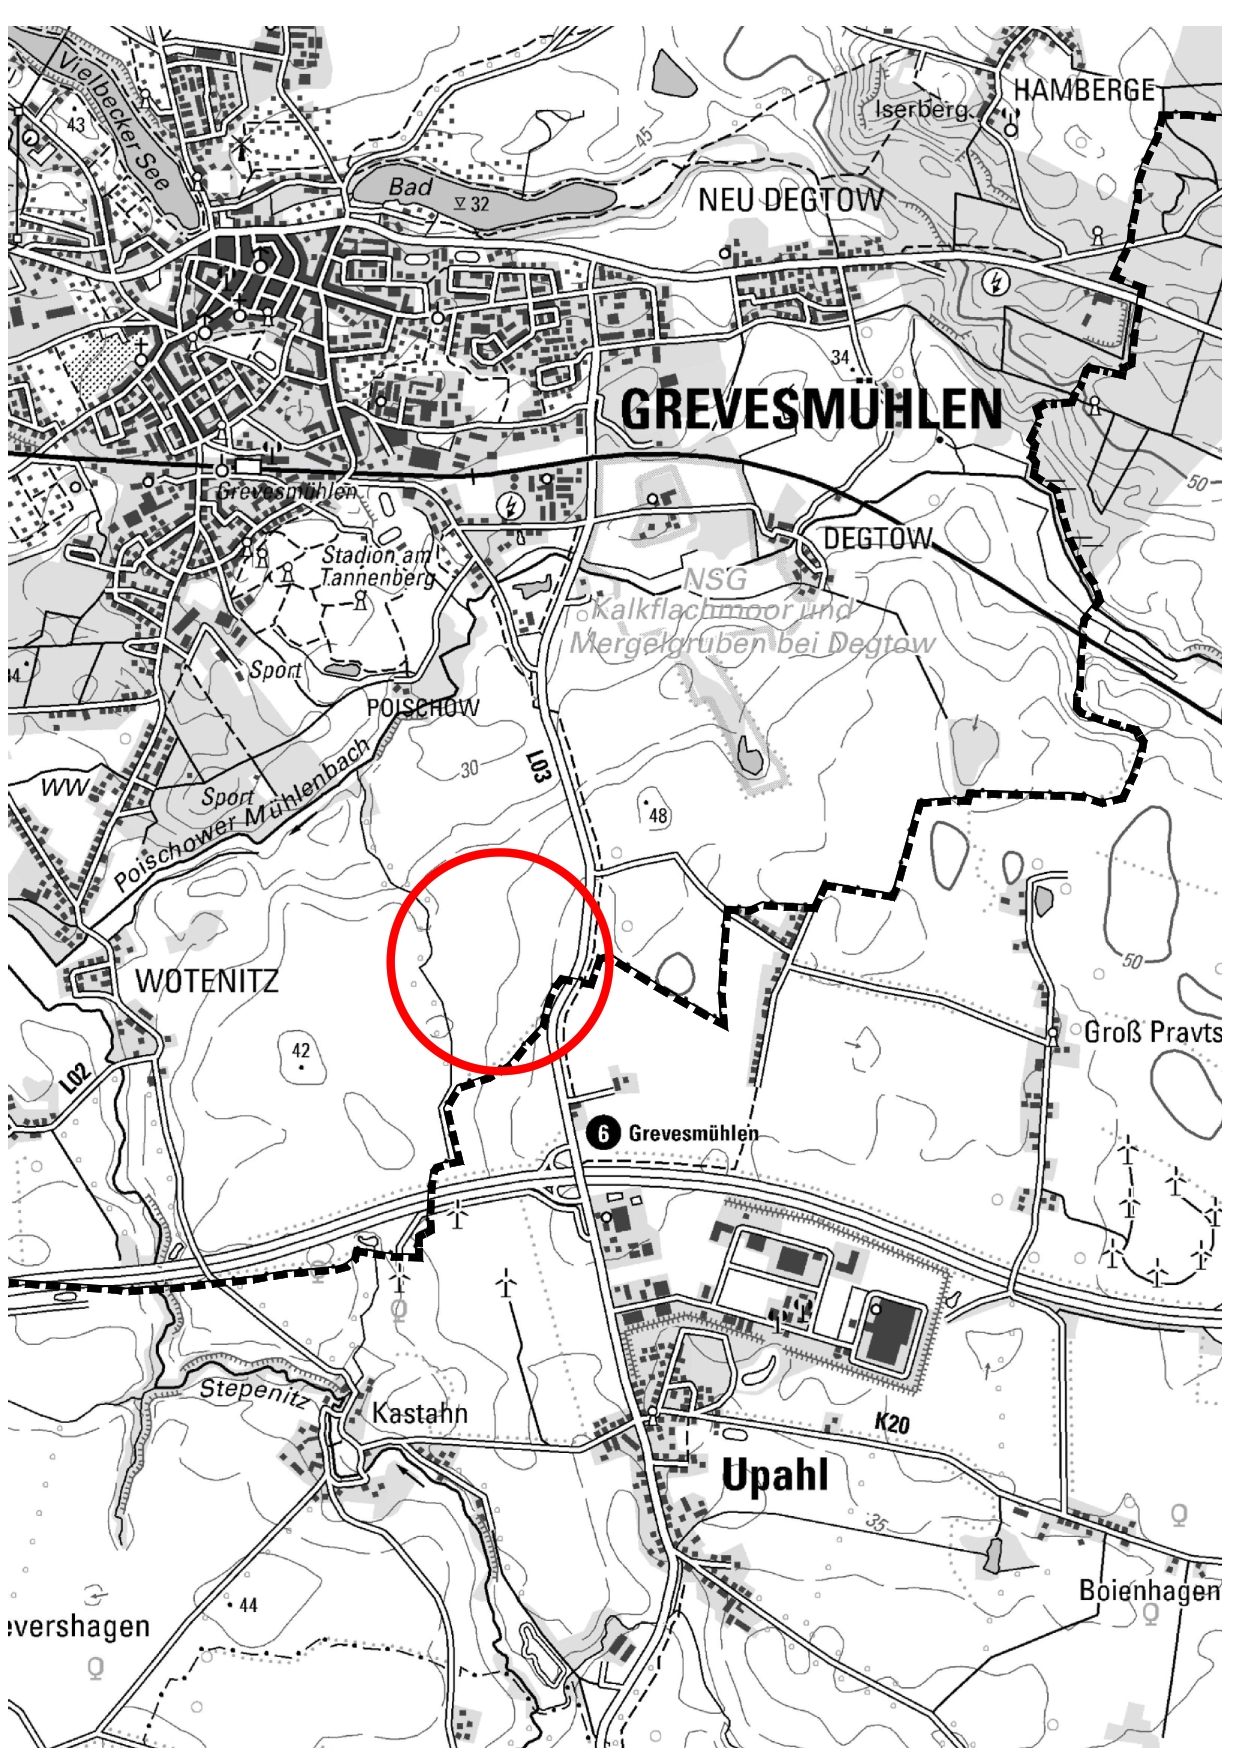 HAMBERGE
Vielbecker See
43
Iserberg
45
Bad
32
NEU DEGTOW
34
GREVESMÜHLEN
50
Grevesmühlen
DEGTOW
Stadion am
Tannenberg
NSG
Kalkflachmoor und
Mergelgruben bei Degtow
Sport
POISCHOW
L03
30
WW
Sport
48
Poischower Mühlenbach
50
WOTENITZ
Groß Pravts
42
L02
6 Grevesmühlen
Stepenitz
Kastahn
K20
Upahl
35
Boienhagen
44
evershagen